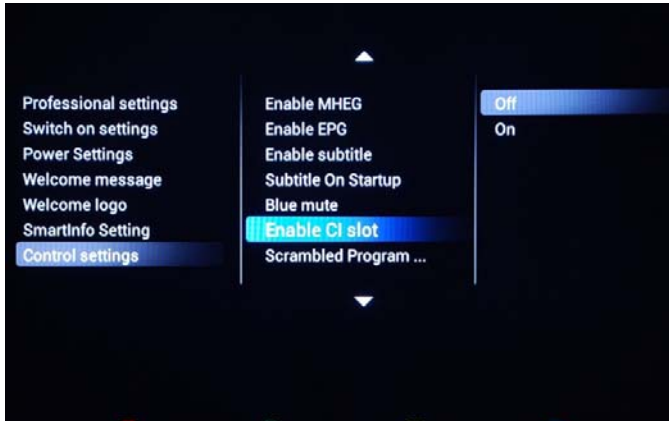 Professional settings
Switch on settings
Power Settings
Welcome message
Welcome logo
SmartInfo Setting
Control settings
Enable MHEG
Enable EPG
Enable subtitle
Subtitle On Startup
Blue mute
Enable CI slot
Scrambled Program ...
Off
On